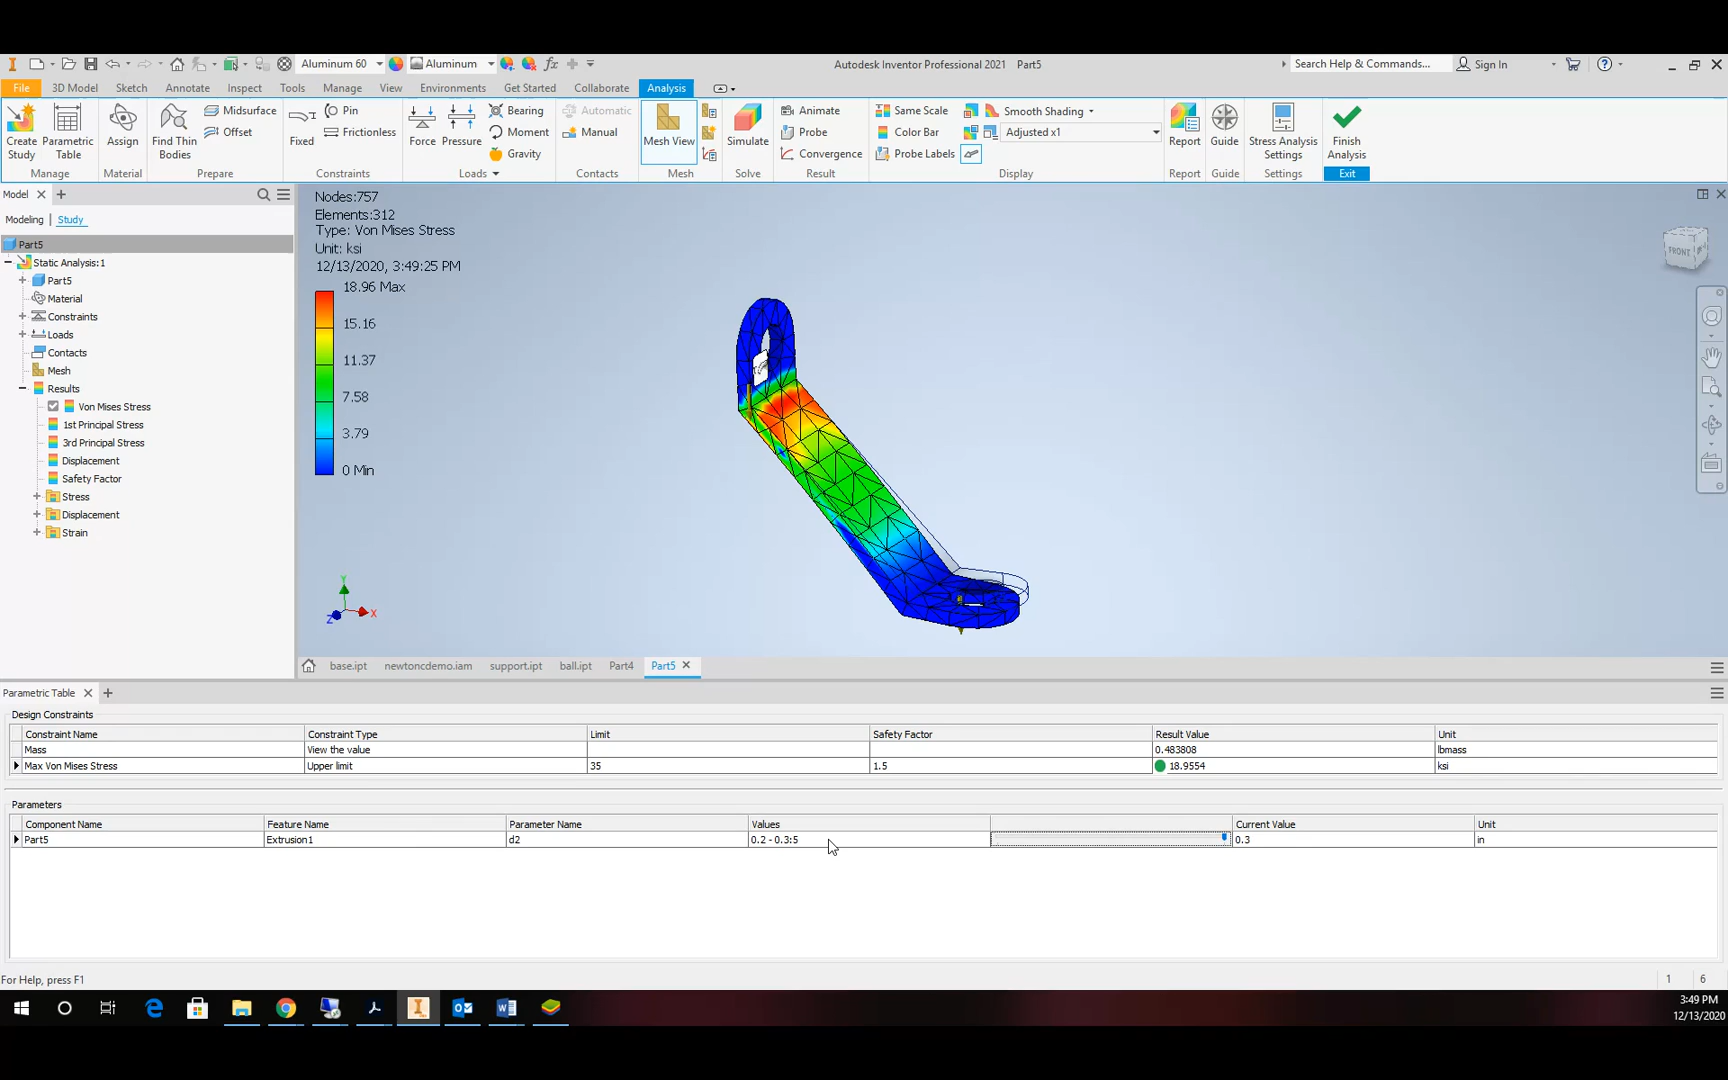 Aluminum 60
Aluminum
Autodesk Inventor Professional 2021 Part5
Search Help & Commands...
Sign In
File 3D Model Sketch Annotate Inspect Tools Manage View Environments Get Started Collaborate Analysis
Create Study
Parametric Table
Manage
Assign
Material
Find Thin Bodies
Midsurface
Offset
Prepare
Fixed
Pin
Frictionless
Constraints
Force
Pressure
Bearing
Moment
Gravity
Loads
Automatic
Manual
Contacts
Mesh View
Mesh
Simulate
Solve
Animate
Probe
Convergence
Result
Same Scale
Color Bar
Probe Labels
Smooth Shading
Adjusted x1
Display
Report
Report
Guide
Guide
Stress Analysis Settings
Settings
Finish Analysis
Exit
Model
Modeling Study
Part5
Static Analysis:1
Part5
Material
Constraints
Loads
Contacts
Mesh
Results
Von Mises Stress
1st Principal Stress
3rd Principal Stress
Displacement
Safety Factor
Stress
Displacement
Strain
Nodes:757
Elements:312
Type: Von Mises Stress
Unit: ksi
12/13/2020, 3:49:25 PM
18.96 Max
15.16
11.37
7.58
3.79
0 Min
FRONT
Y
X
Z
base.ipt newtoncdemo.iam support.ipt ball.ipt Part4 Part5
Parametric Table
Design Constraints
Constraint Name Constraint Type Limit Safety Factor Result Value Unit
Mass View the value 0.483808 lbmass
Max Von Mises Stress Upper limit 35 1.5 18.9554 ksi
Parameters
Component Name Feature Name Parameter Name Values Current Value Unit
Part5 Extrusion1 d2 0.2 - 0.3:5 0.3 in
For Help, press F1
1 6
3:49 PM
12/13/2020